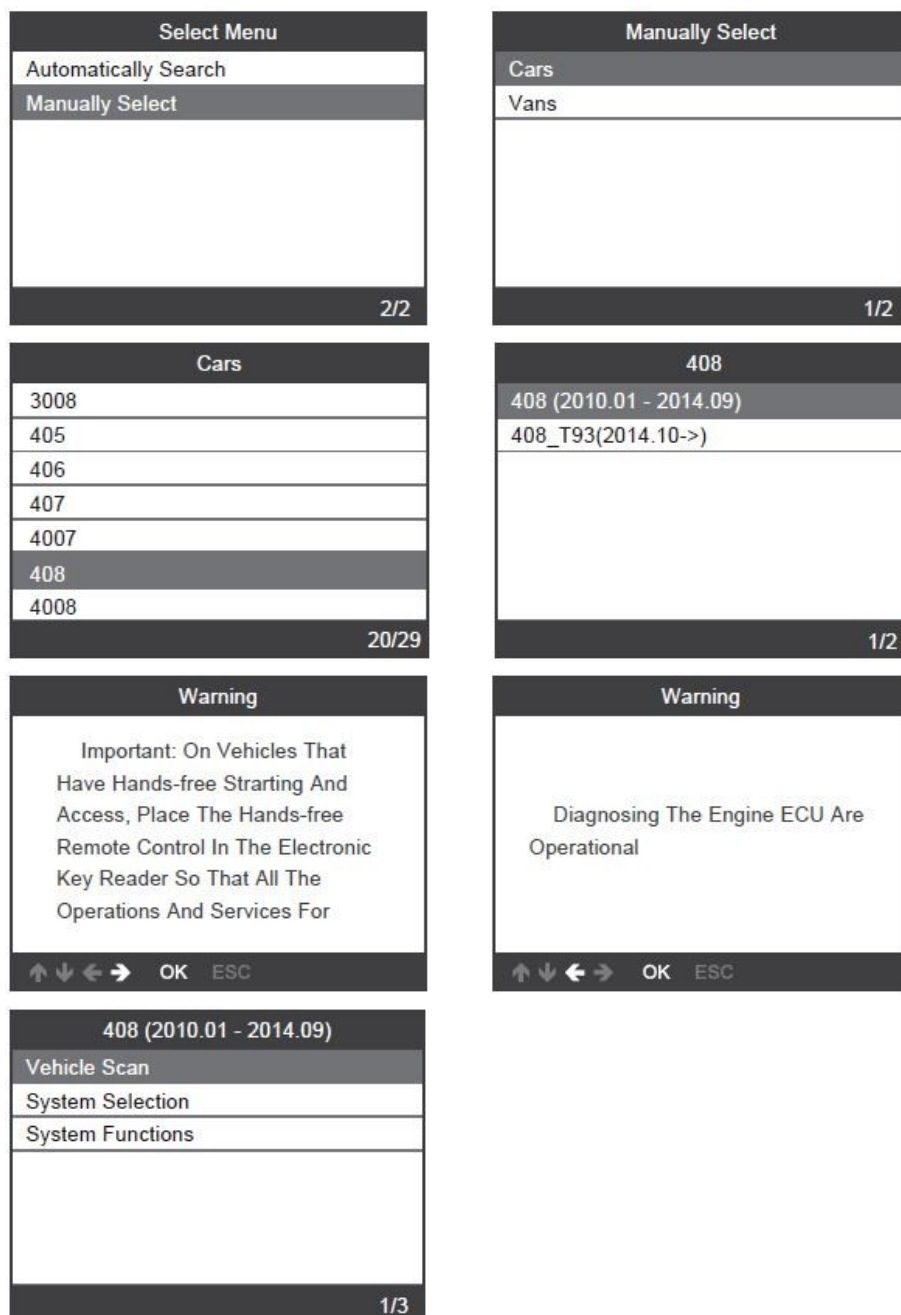 Select Menu
Automatically Search
Manually Select
2/2
Manually Select
Cars
Vans
1/2
Cars
3008
405
406
407
4007
408
4008
20/29
408
408 (2010.01 - 2014.09)
408_T93(2014.10->)
1/2
Warning
Important: On Vehicles That
Have Hands-free Strarting And
Access, Place The Hands-free
Remote Control In The Electronic
Key Reader So That All The
Operations And Services For
OK ESC
Warning
Diagnosing The Engine ECU Are
Operational
OK ESC
408 (2010.01 - 2014.09)
Vehicle Scan
System Selection
System Functions
1/3